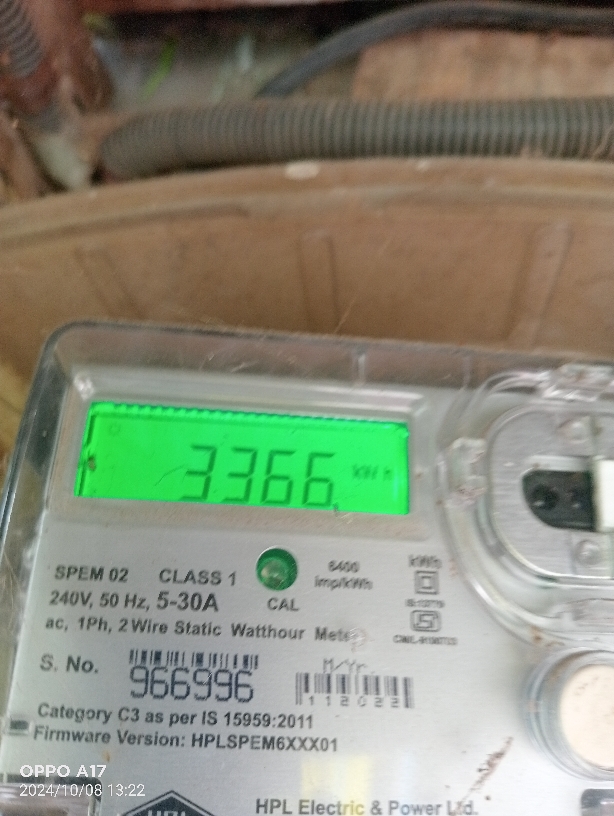 3366 kWh
SPEM 02 CLASS 1 6400 imp/kWh kWh
240V, 50 Hz, 5-30A CAL
ac, 1Ph, 2 Wire Static Watthour Meter
S. No. 966996 M/Yr.
112022
Category C3 as per IS 15959:2011
Firmware Version: HPLSPEM6XXX01
HPL Electric & Power Ltd.
OPPO A17
2024/10/08 13:22